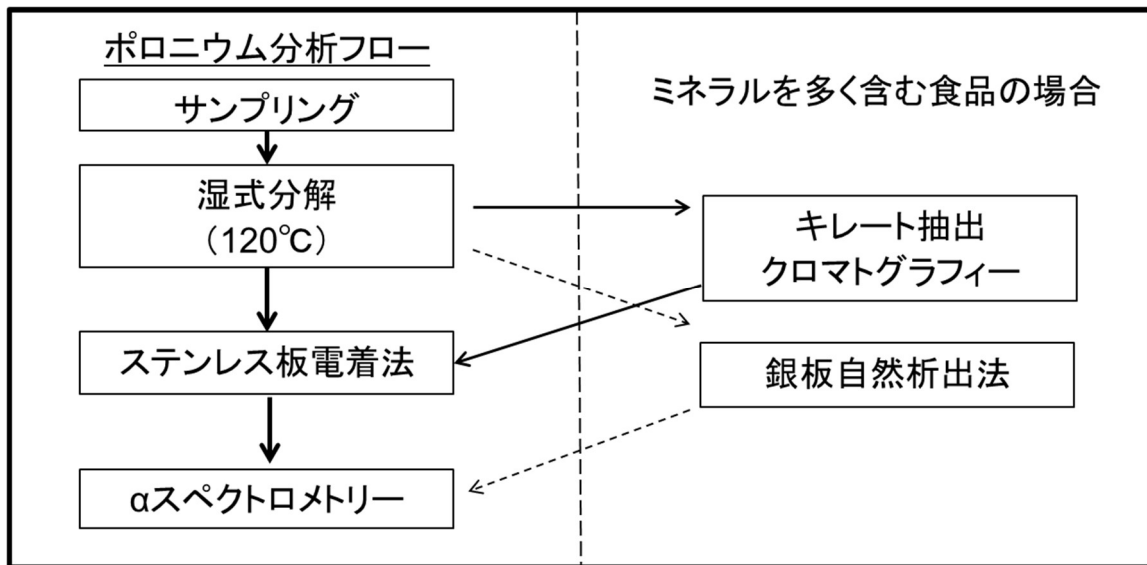 ポロニウム分析フロー
サンプリング
湿式分解
（120℃）
ステンレス板電着法
αスペクトロメトリー
ミネラルを多く含む食品の場合
キレート抽出
クロマトグラフィー
銀板自然析出法